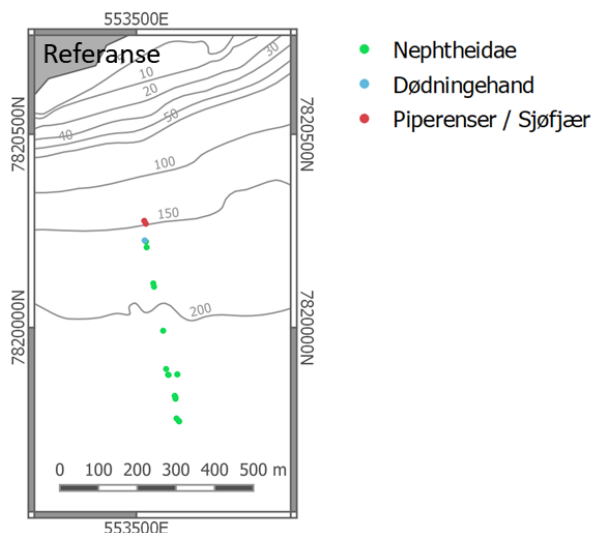 553500E
Referanse
10
20
30
40
50
100
150
200
7820500N
7820500N
7820000N
7820000N
0 100 200 300 400 500 m
553500E
Nephtheidae
Dødningehand
Piperenser / Sjøfjær